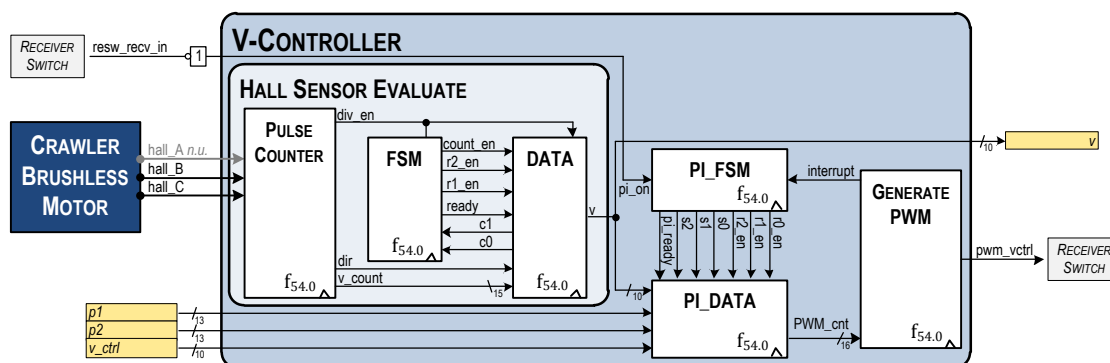 V-CONTROLLER
RECEIVER
SWITCH
resw_recv_in
1
HALL SENSOR EVALUATE
CRAWLER
BRUSHLESS
MOTOR
hall_A n.u.
hall_B
hall_C
PULSE
COUNTER
f54.0
div_en
FSM
f54.0
count_en
r2_en
r1_en
ready
c1
c0
dir
v_count
15
DATA
f54.0
v
10
v
pi_on
PI_FSM
f54.0
interrupt
GENERATE
PWM
f54.0
pi_ready
s2
s1
s0
r2_en
r1_en
r0_en
pwm_vctrl
RECEIVER
SWITCH
10
PI_DATA
f54.0
PWM_cnt
16
p1
13
p2
13
v_ctrl
10